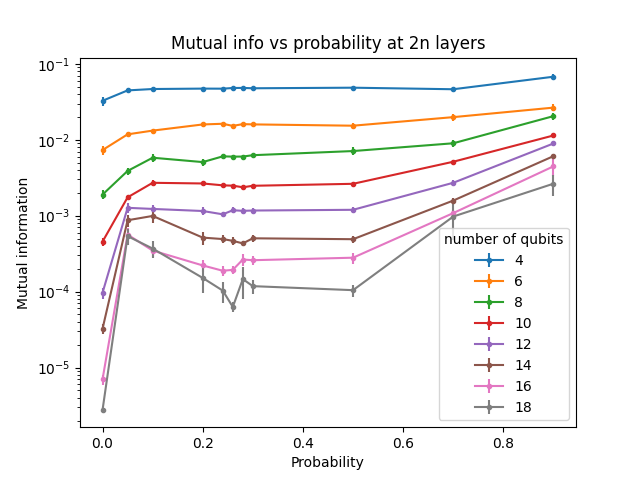 Mutual info vs probability at 2n layers
10⁻¹
10⁻²
10⁻³
10⁻⁴
10⁻⁵
Mutual information
0.0 0.2 0.4 0.6 0.8
Probability
number of qubits
4
6
8
10
12
14
16
18